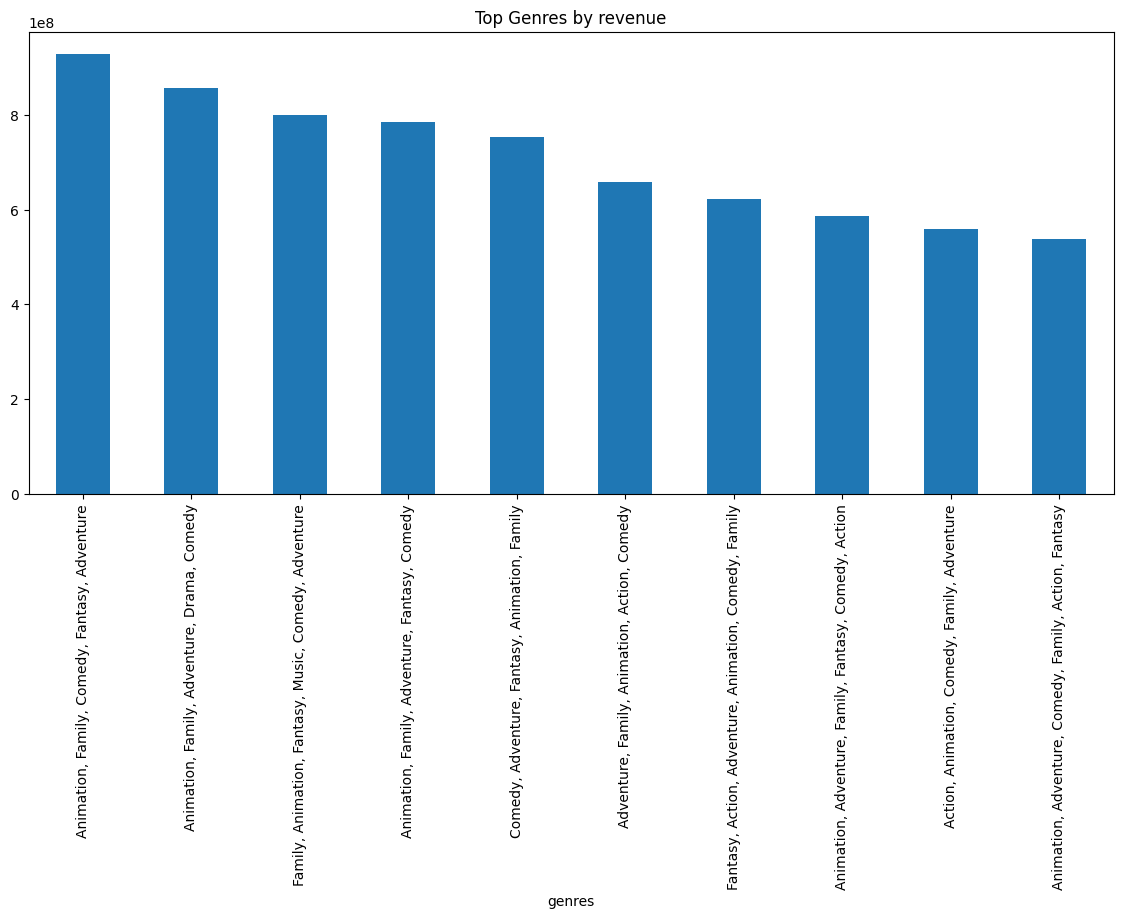 Top Genres by revenue
1e8
8
6
4
2
0
Animation, Family, Comedy, Fantasy, Adventure
Animation, Family, Adventure, Drama, Comedy
Family, Animation, Fantasy, Music, Comedy, Adventure
Animation, Family, Adventure, Fantasy, Comedy
Comedy, Adventure, Fantasy, Animation, Family
Adventure, Family, Animation, Action, Comedy
Fantasy, Action, Adventure, Animation, Comedy, Family
Animation, Adventure, Family, Fantasy, Comedy, Action
Action, Animation, Comedy, Family, Adventure
Animation, Adventure, Comedy, Family, Action, Fantasy
genres